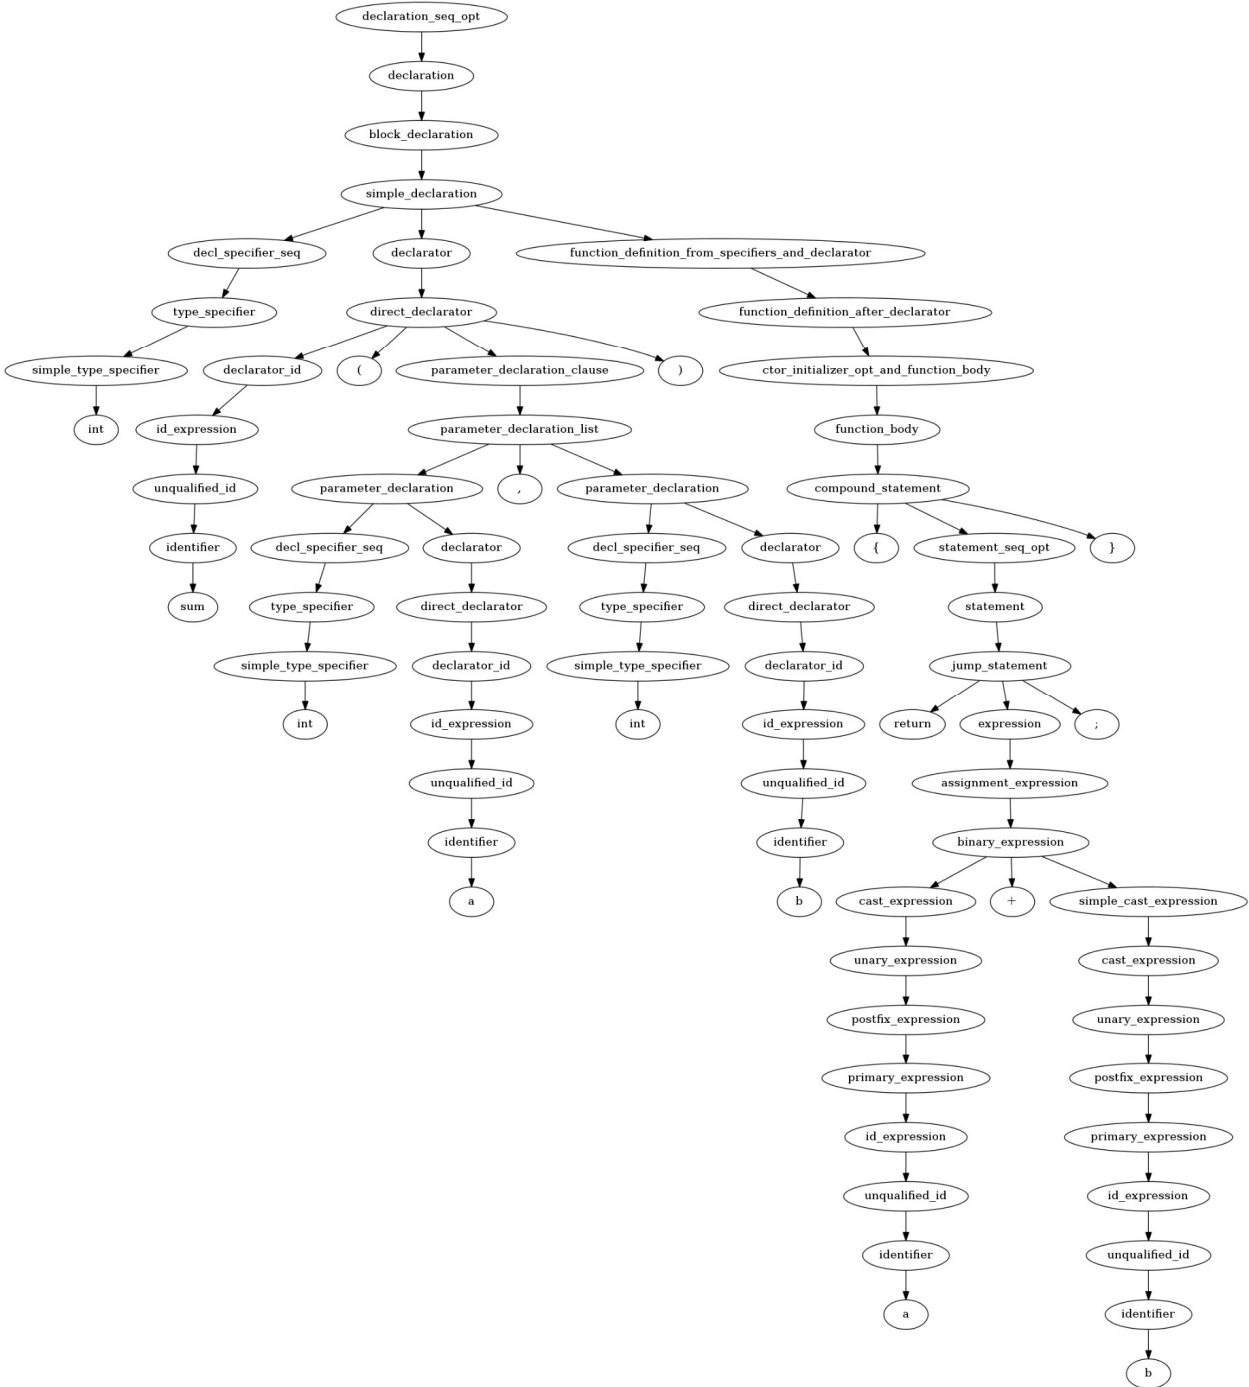 declaration_seq_opt
declaration
block_declaration
simple_declaration
decl_specifier_seq declarator function_definition_from_specifiers_and_declarator
type_specifier direct_declarator function_definition_after_declarator
simple_type_specifier declarator_id ( parameter_declaration_clause ) ctor_initializer_opt_and_function_body
int id_expression parameter_declaration_list function_body
unqualified_id parameter_declaration , parameter_declaration compound_statement
identifier decl_specifier_seq declarator decl_specifier_seq declarator { statement_seq_opt }
sum type_specifier direct_declarator type_specifier direct_declarator statement
simple_type_specifier declarator_id simple_type_specifier declarator_id jump_statement
int id_expression int id_expression return expression ;
unqualified_id unqualified_id assignment_expression
identifier identifier binary_expression
a b cast_expression + simple_cast_expression
unary_expression cast_expression
postfix_expression unary_expression
primary_expression postfix_expression
id_expression primary_expression
unqualified_id id_expression
identifier unqualified_id
a identifier
b